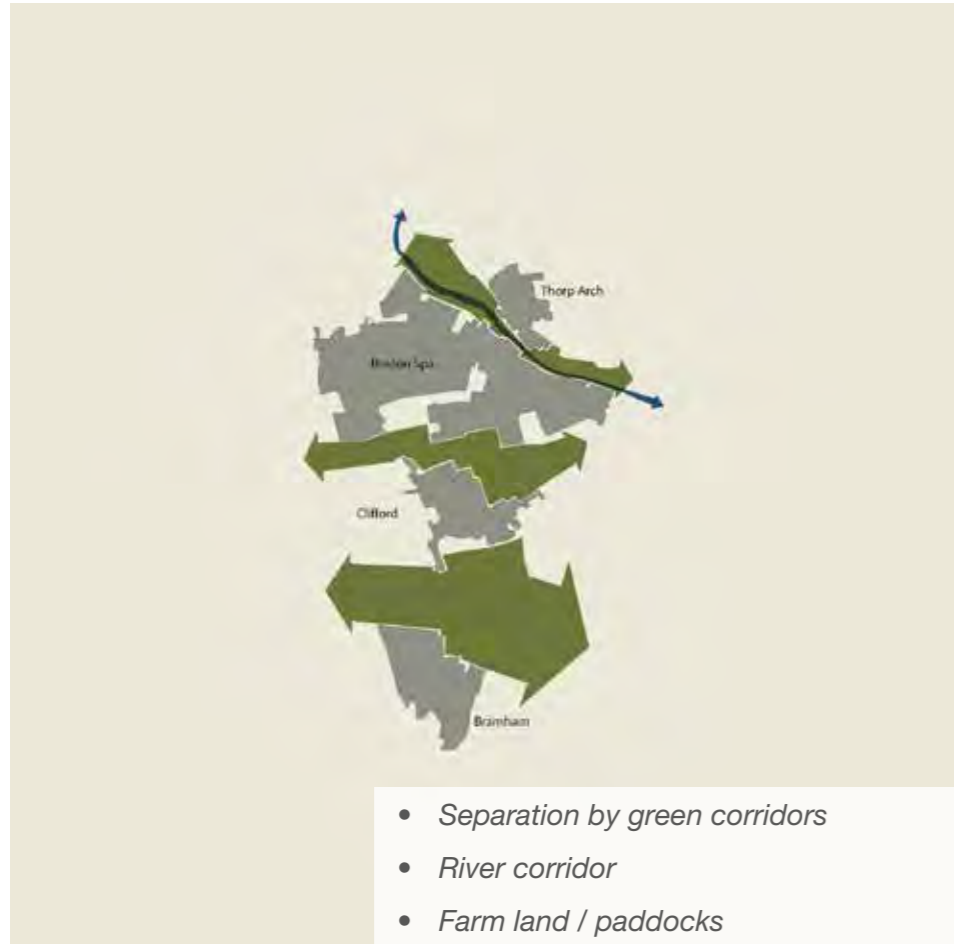 Thorp Arch
Boston Spa
Clifford
Bramham
• Separation by green corridors
• River corridor
• Farm land / paddocks